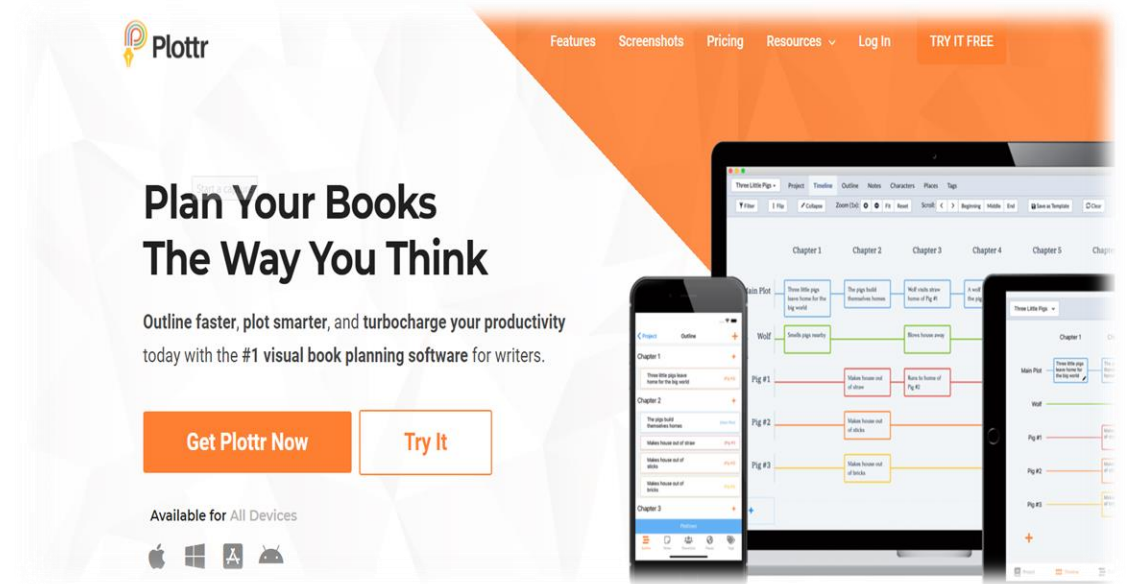 Plottr
Features Screenshots Pricing Resources Log In TRY IT FREE
Start a
Plan Your Books
The Way You Think
Outline faster, plot smarter, and turbocharge your productivity
today with the #1 visual book planning software for writers.
Get Plottr Now Try It
Available for All Devices
Three Little Pigs Project Timeline Outline Notes Characters Places Tags
Filter Flip Collapse Zoom (1x) Fit Reset Scroll: Beginning Middle End Save as Template Clear
Chapter 1 Chapter 2 Chapter 3 Chapter 4 Chapter 5
Main Plot
Three little pigs
leave home for the
big world
The pigs build
themselves homes
Wolf visits straw
home of Pig #1
A wolf
the pig
Wolf
Smells pigs nearby
Blows house away
Pig #1
Makes house out
of straw
Runs to home of
Pig #2
Pig #2
Makes house out
of sticks
Pig #3
Makes house out
of bricks
+
Project Outline +
Chapter 1 +
Three little pigs leave
home for the big world
Chapter 2 +
The pigs build
themselves homes
Makes house out of straw
Makes house out of
sticks
Makes house out of
bricks
Chapter 3 +
Three Little Pigs
Chapter 1
Main Plot
Three little pigs
leave home for
the big world
Wolf
Pig #1
Pig #2
Pig #3
+
Project Timeline